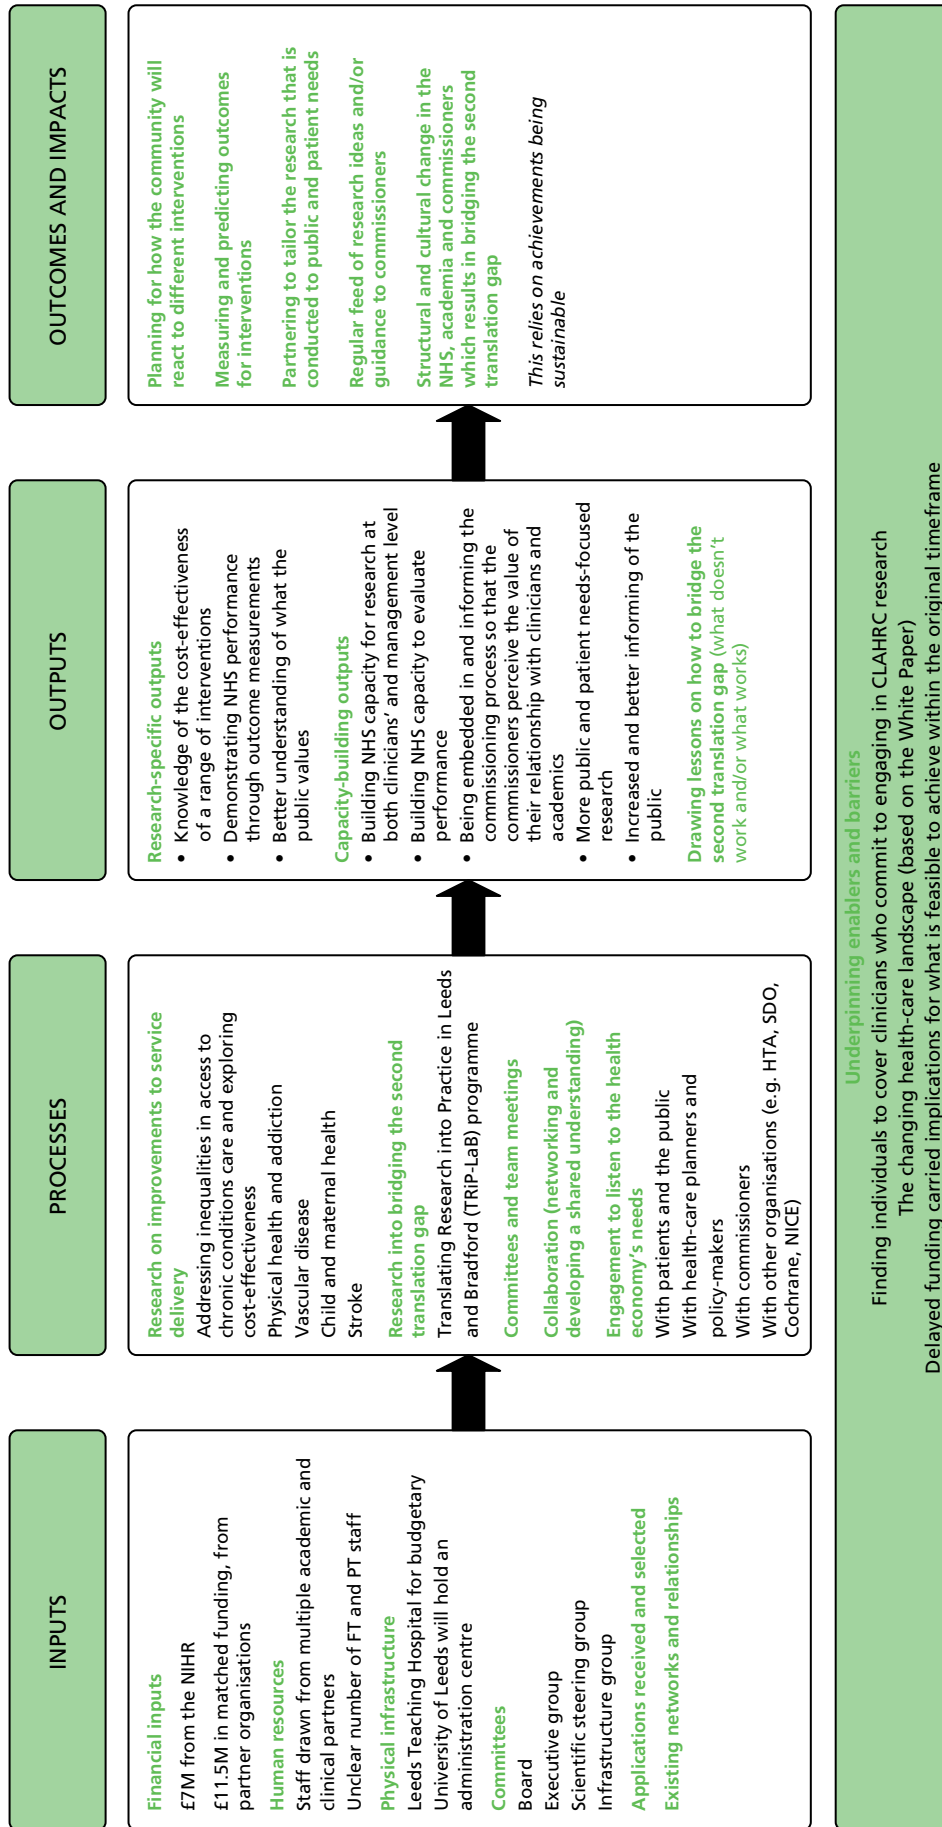 INPUTS
Financial inputs
£7M from the NIHR
£11.5M in matched funding, from
partner organisations
Human resources
Staff drawn from multiple academic and
clinical partners
Unclear number of FT and PT staff
Physical infrastructure
Leeds Teaching Hospital for budgetary
University of Leeds will hold an
administration centre
Committees
Board
Executive group
Scientific steering group
Infrastructure group
Applications received and selected
Existing networks and relationships
PROCESSES
Research on improvements to service
delivery
Addressing inequalities in access to
chronic conditions care and exploring
cost-effectiveness
Physical health and addiction
Vascular disease
Child and maternal health
Stroke
Research into bridging the second
translation gap
Translating Research into Practice in Leeds
and Bradford (TRiP-LaB) programme
Committees and team meetings
Collaboration (networking and
developing a shared understanding)
Engagement to listen to the health
economy's needs
With patients and the public
With health-care planners and
policy-makers
With commissioners
With other organisations (e.g. HTA, SDO,
Cochrane, NICE)
OUTPUTS
Research-specific outputs
• Knowledge of the cost-effectiveness
of a range of interventions
• Demonstrating NHS performance
through outcome measurements
• Better understanding of what the
public values
Capacity-building outputs
• Building NHS capacity for research at
both clinicians' and management level
• Building NHS capacity to evaluate
performance
• Being embedded in and informing the
commissioning process so that the
commissioners perceive the value of
their relationship with clinicians and
academics
• More public and patient needs-focused
research
• Increased and better informing of the
public
Drawing lessons on how to bridge the
second translation gap (what doesn't
work and/or what works)
OUTCOMES AND IMPACTS
Planning for how the community will
react to different interventions
Measuring and predicting outcomes
for interventions
Partnering to tailor the research that is
conducted to public and patient needs
Regular feed of research ideas and/or
guidance to commissioners
Structural and cultural change in the
NHS, academia and commissioners
which results in bridging the second
translation gap
This relies on achievements being
sustainable
Underpinning enablers and barriers
Finding individuals to cover clinicians who commit to engaging in CLAHRC research
The changing health-care landscape (based on the White Paper)
Delayed funding carried implications for what is feasible to achieve within the original timeframe